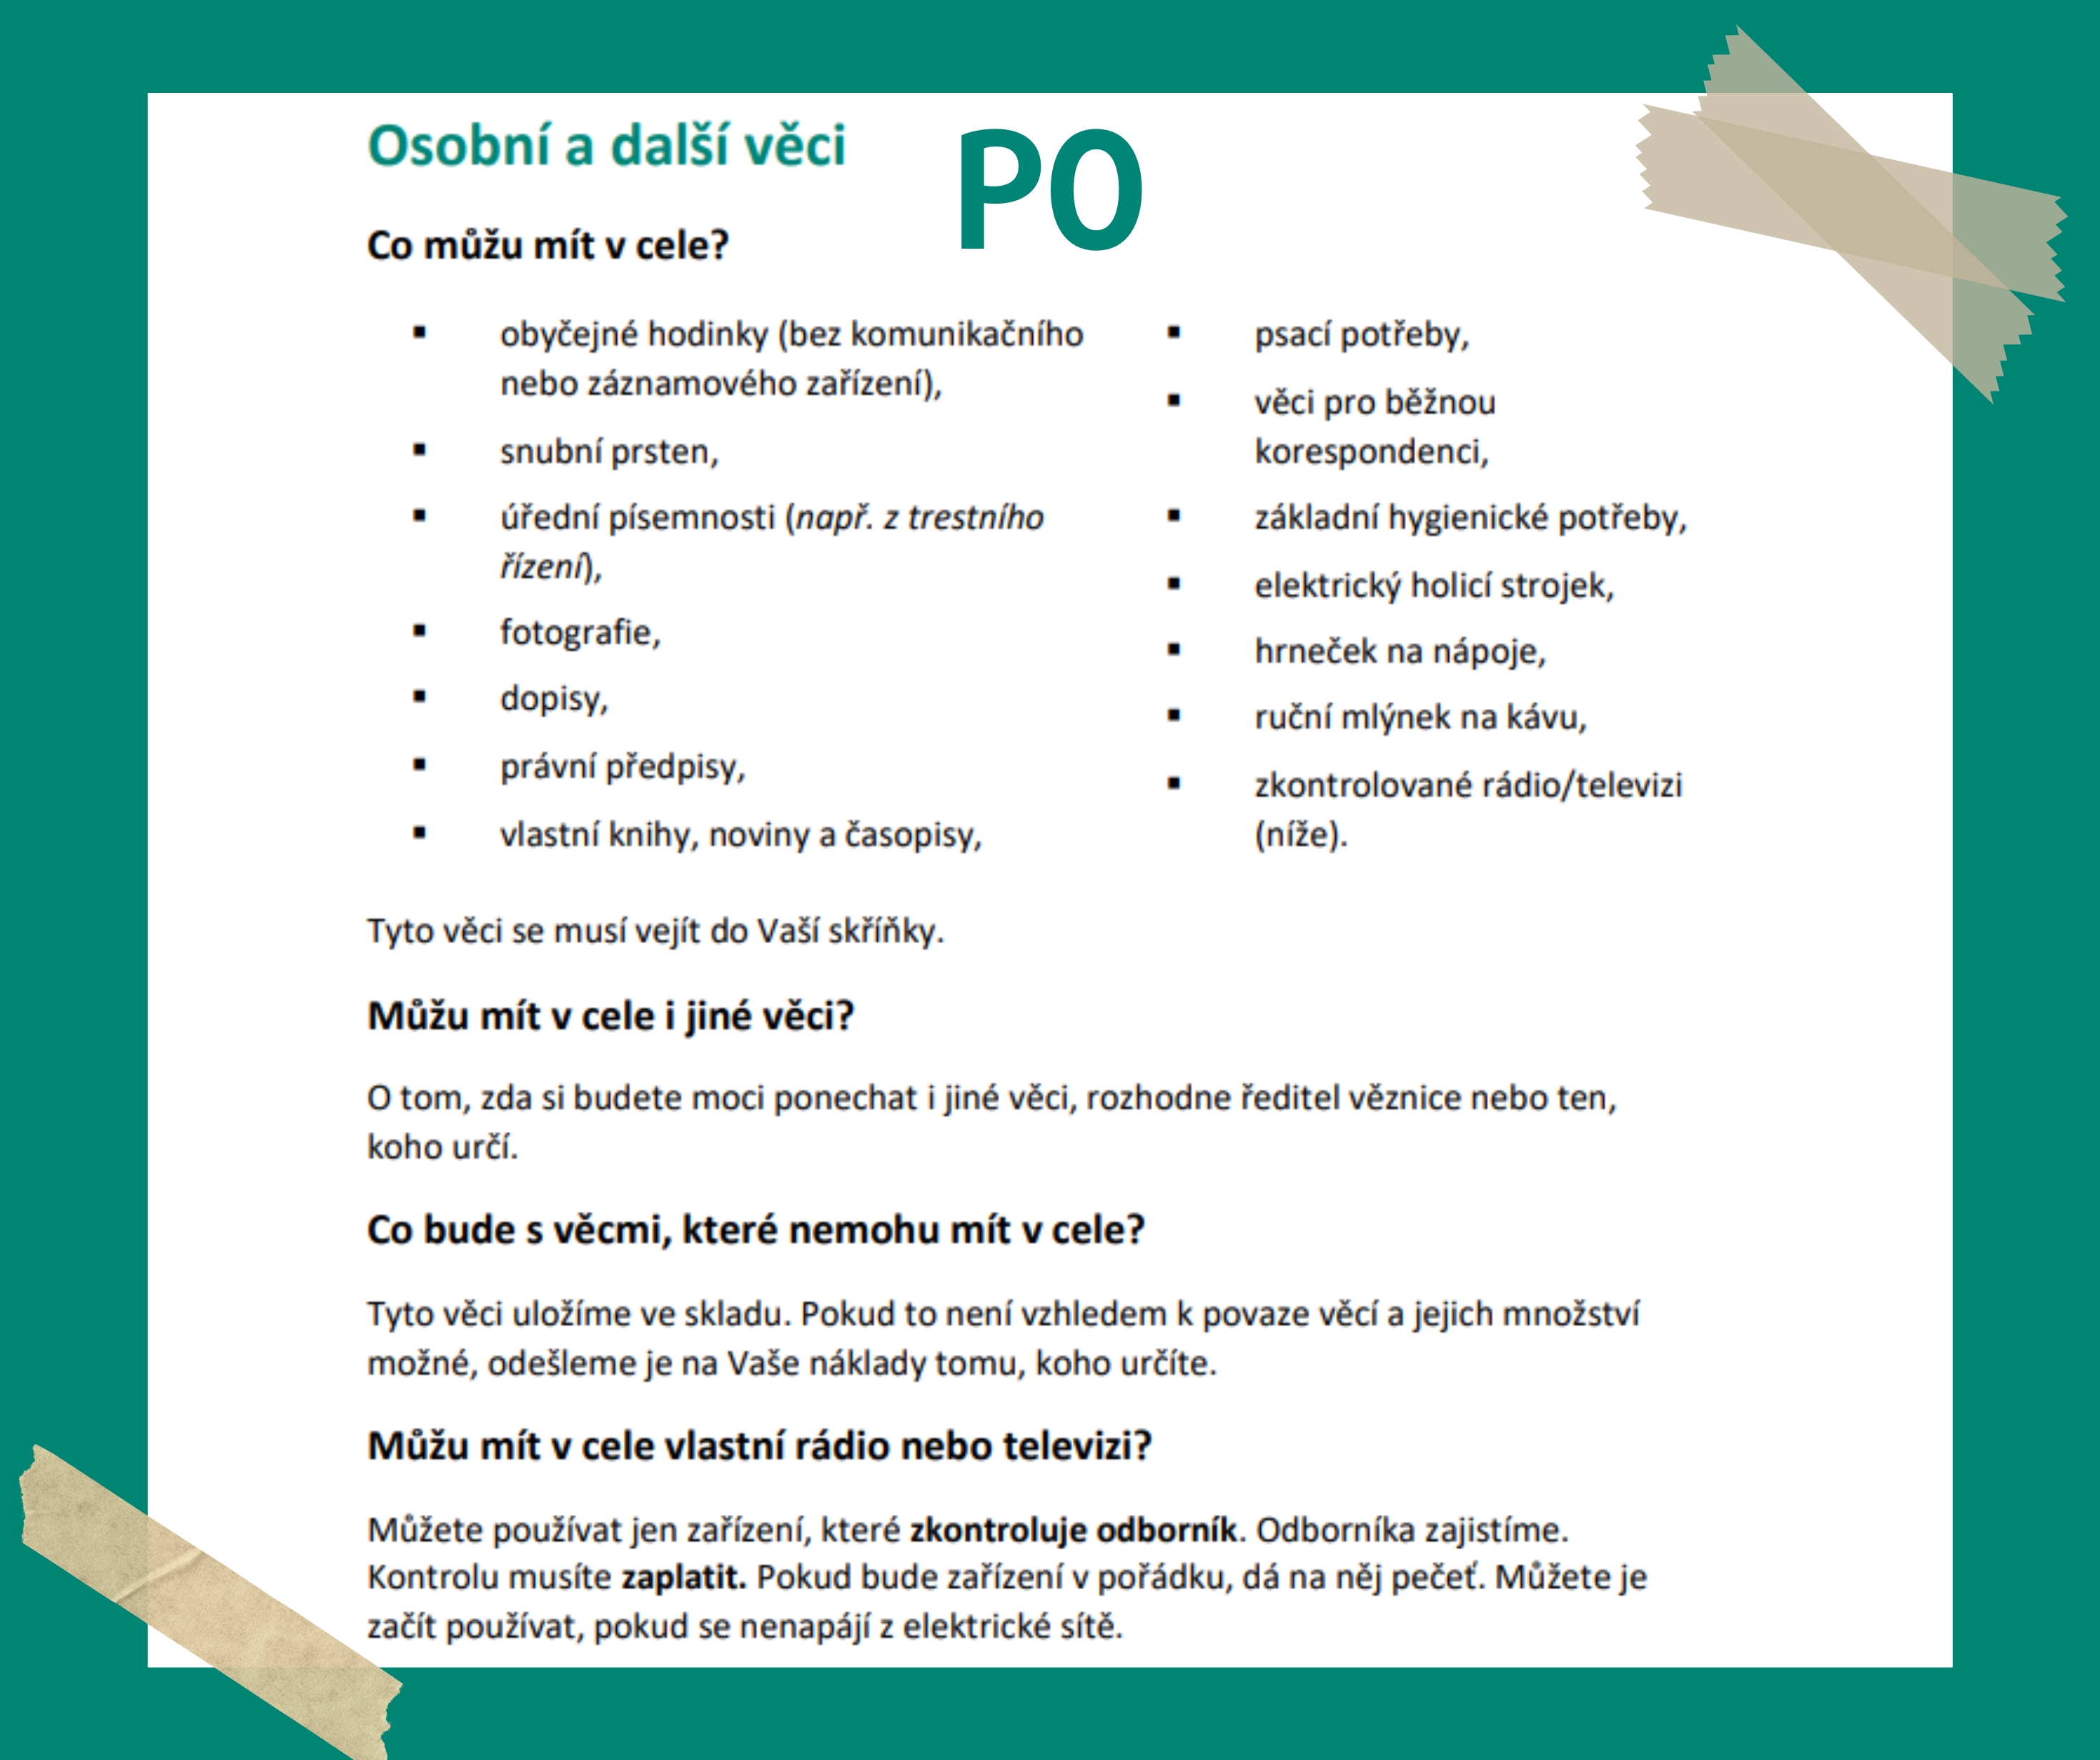 Osobní a další věci
PO
Co můžu mít v cele?
▪ obyčejné hodinky (bez komunikačního
nebo záznamového zařízení),
▪ snubní prsten,
▪ úřední písemnosti (např. z trestního
řízení),
▪ fotografie,
▪ dopisy,
▪ právní předpisy,
▪ vlastní knihy, noviny a časopisy,
▪ psací potřeby,
▪ věci pro běžnou
korespondenci,
▪ základní hygienické potřeby,
▪ elektrický holicí strojek,
▪ hrneček na nápoje,
▪ ruční mlýnek na kávu,
▪ zkontrolované rádio/televizi
(níže).
Tyto věci se musí vejít do Vaší skříňky.
Můžu mít v cele i jiné věci?
O tom, zda si budete moci ponechat i jiné věci, rozhodne ředitel věznice nebo ten,
koho určí.
Co bude s věcmi, které nemohu mít v cele?
Tyto věci uložíme ve skladu. Pokud to není vzhledem k povaze věcí a jejich množství
možné, odešleme je na Vaše náklady tomu, koho určíte.
Můžu mít v cele vlastní rádio nebo televizi?
Můžete používat jen zařízení, které zkontroluje odborník. Odborníka zajistíme.
Kontrolu musíte zaplatit. Pokud bude zařízení v pořádku, dá na něj pečeť. Můžete je
začít používat, pokud se nenapájí z elektrické sítě.